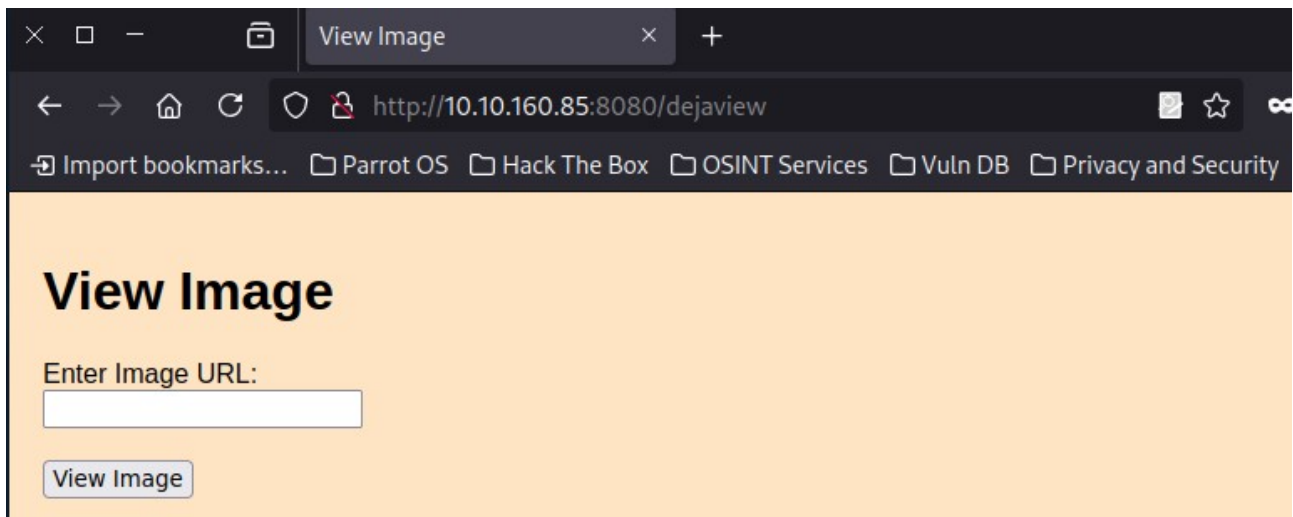 View Image
http://10.10.160.85:8080/dejaview
Import bookmarks... Parrot OS Hack The Box OSINT Services Vuln DB Privacy and Security
View Image
Enter Image URL:
View Image